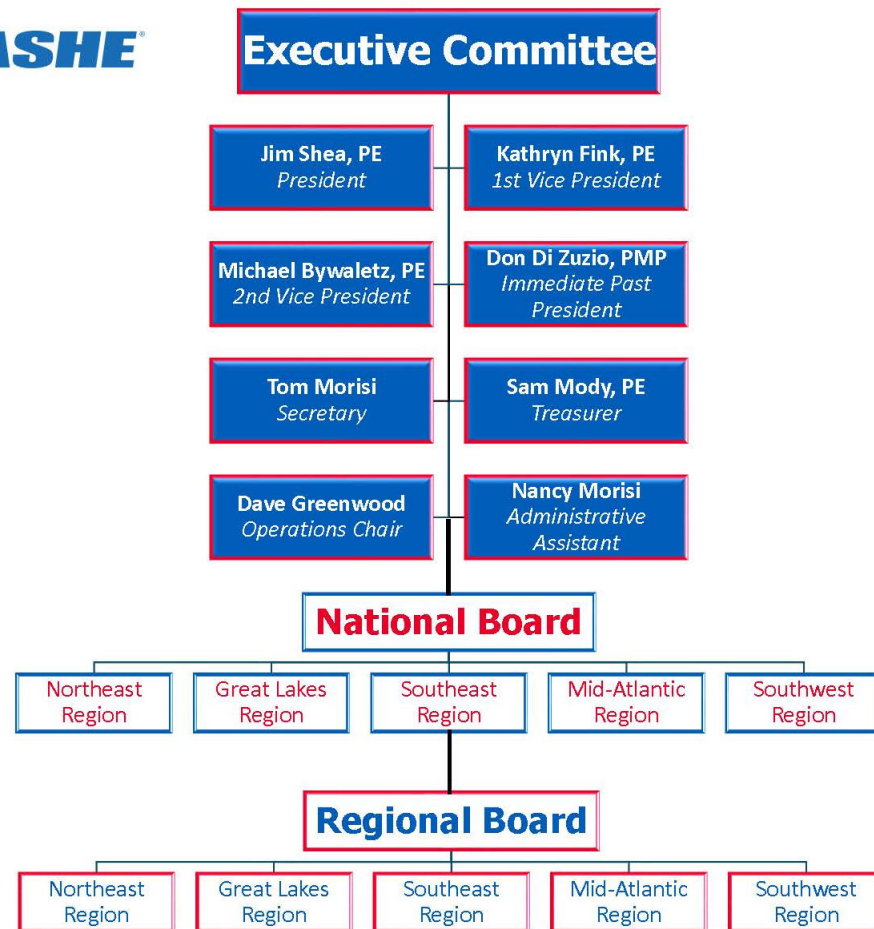 ASHE®
Executive Committee
Jim Shea, PE
President
Kathryn Fink, PE
1st Vice President
Michael Bywaletz, PE
2nd Vice President
Don Di Zuzio, PMP
Immediate Past
President
Tom Morisi
Secretary
Sam Mody, PE
Treasurer
Dave Greenwood
Operations Chair
Nancy Morisi
Administrative
Assistant
National Board
Northeast
Region
Great Lakes
Region
Southeast
Region
Mid-Atlantic
Region
Southwest
Region
Regional Board
Northeast
Region
Great Lakes
Region
Southeast
Region
Mid-Atlantic
Region
Southwest
Region